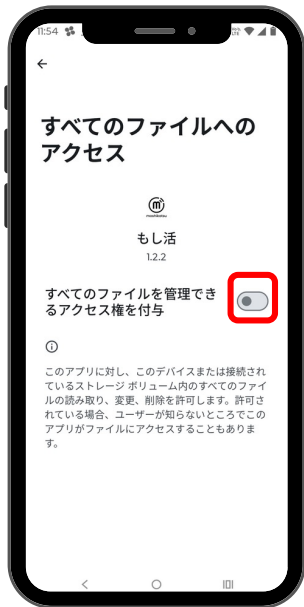 11:54
すべてのファイルへの
アクセス
もし活
1.2.2
すべてのファイルを管理でき
るアクセス権を付与
このアプリに対し、このデバイスまたは接続され
ているストレージ ボリューム内のすべてのファイ
ルの読み取り、変更、削除を許可します。許可さ
れている場合、ユーザーが知らないところでこの
アプリがファイルにアクセスすることもありま
す。